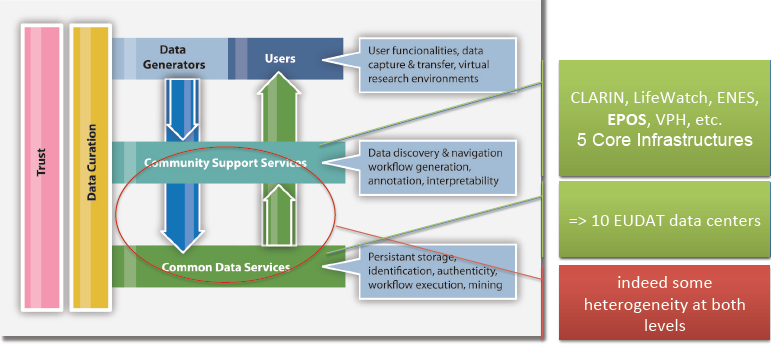 Trust
Data Curation
Data
Generators
Users
User funcionalities, data
capture & transfer, virtual
research environments
Community Support Services
Data discovery & navigation
workflow generation,
annotation, interpretability
Common Data Services
Persistant storage,
identification, authenticity,
workflow execution, mining
CLARIN, LifeWatch, ENES,
EPOS, VPH, etc.
5 Core Infrastructures
=> 10 EUDAT data centers
indeed some
heterogeneity at both
levels